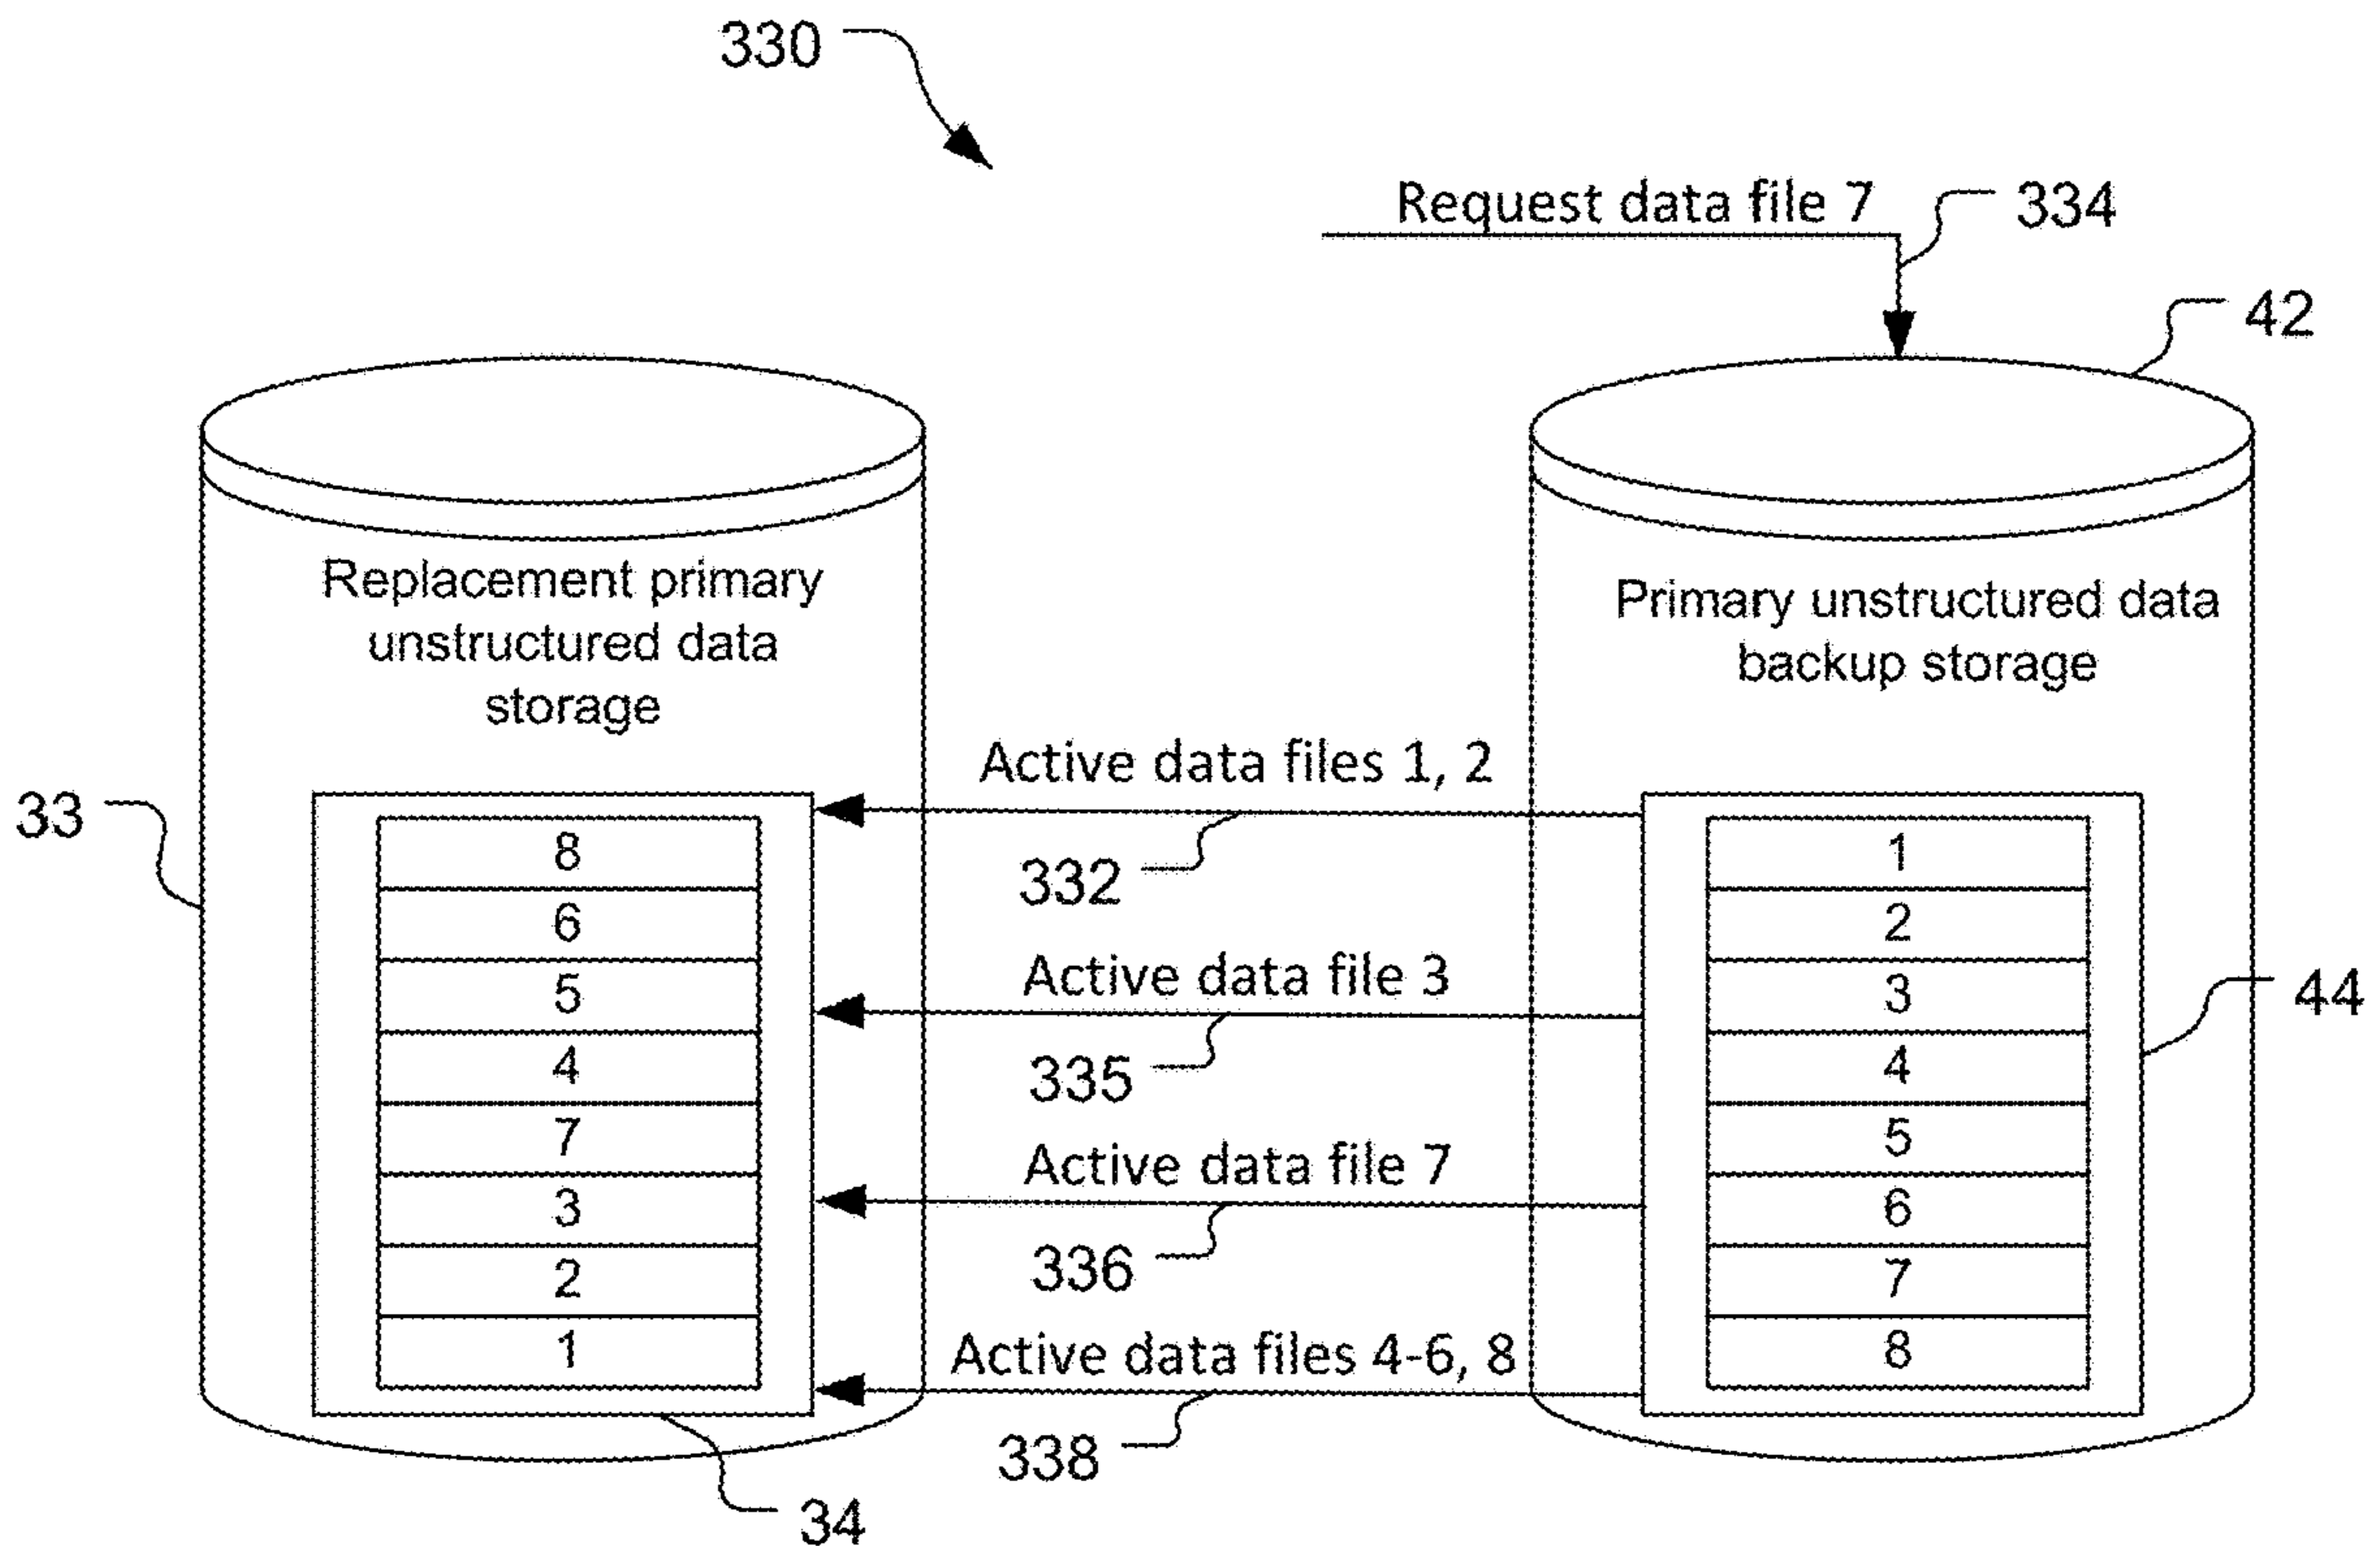 330
Request data file 7
334
42
Replacement primary
unstructured data
storage
Primary unstructured data
backup storage
33
Active data files 1, 2
332
Active data file 3
335
Active data file 7
336
Active data files 4-6, 8
338
8
6
5
4
7
3
2
1
34
1
2
3
4
5
6
7
8
44